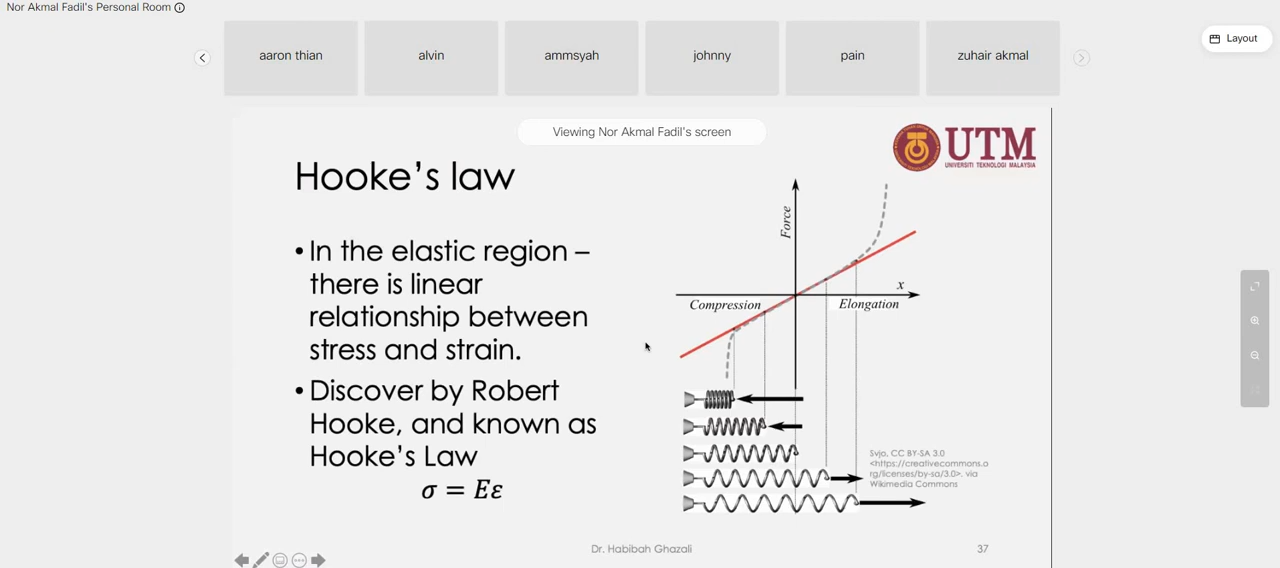 Nor Akmal Fadil's Personal Room
Layout
aaron thian
alvin
ammsyah
johnny
pain
zuhair akmal
Viewing Nor Akmal Fadil's screen
UTM
UNIVERSITI TEKNOLOGI MALAYSIA
Hooke's law
• In the elastic region –
there is linear
relationship between
stress and strain.
• Discover by Robert
Hooke, and known as
Hooke's Law
σ = Eε
Force
x
Compression
Elongation
Svjo, CC BY-SA 3.0
<https://creativecommons.o
rg/licenses/by-sa/3.0>, via
Wikimedia Commons
Dr. Habibah Ghazali
37